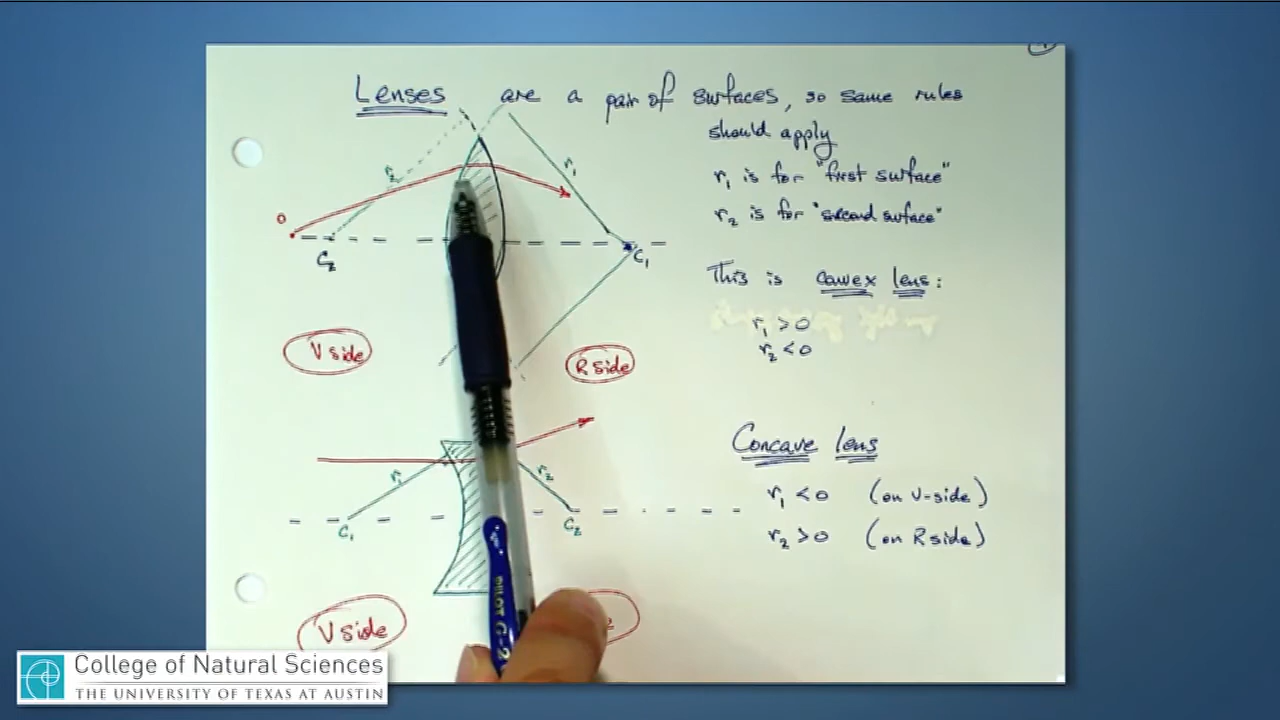 Lenses are a pair of surfaces, so same rules
should apply
r₁ is for "first surface"
r₂ is for "second surface"
This is convex lens:
r₁ > 0
r₂ < 0
O
r₂
r₁
C₂
C₁
V side
R side
Concave lens
r₁ < 0 (on V-side)
r₂ > 0 (on R side)
r₁
r₂
C₁
C₂
V side
PILOT G-2
College of Natural Sciences
THE UNIVERSITY OF TEXAS AT AUSTIN